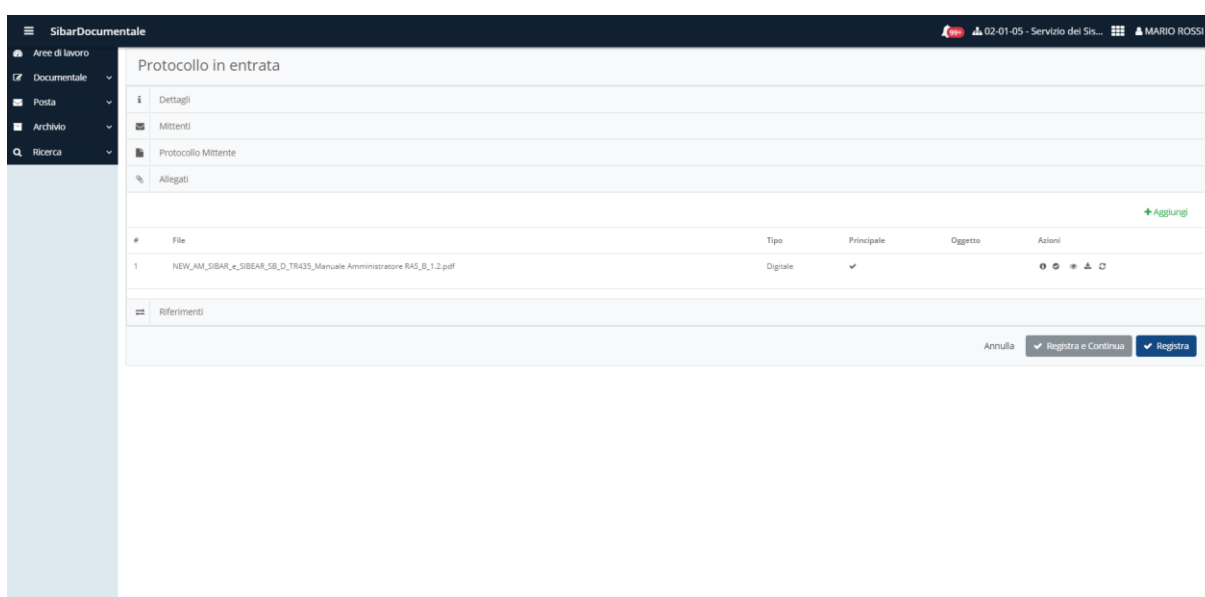 SibarDocumentale
99+ 02-01-05 - Servizio dei Sis... MARIO ROSSI
Aree di lavoro
Documentale
Posta
Archivio
Ricerca
Protocollo in entrata
Dettagli
Mittenti
Protocollo Mittente
Allegati
Aggiungi
# File Tipo Principale Oggetto Azioni
1 NEW_AM_SIBAR_e_SIBEAR_SB_D_TR435_Manuale Amministratore RAS_B_1.2.pdf Digitale
Riferimenti
Annulla Registra e Continua Registra